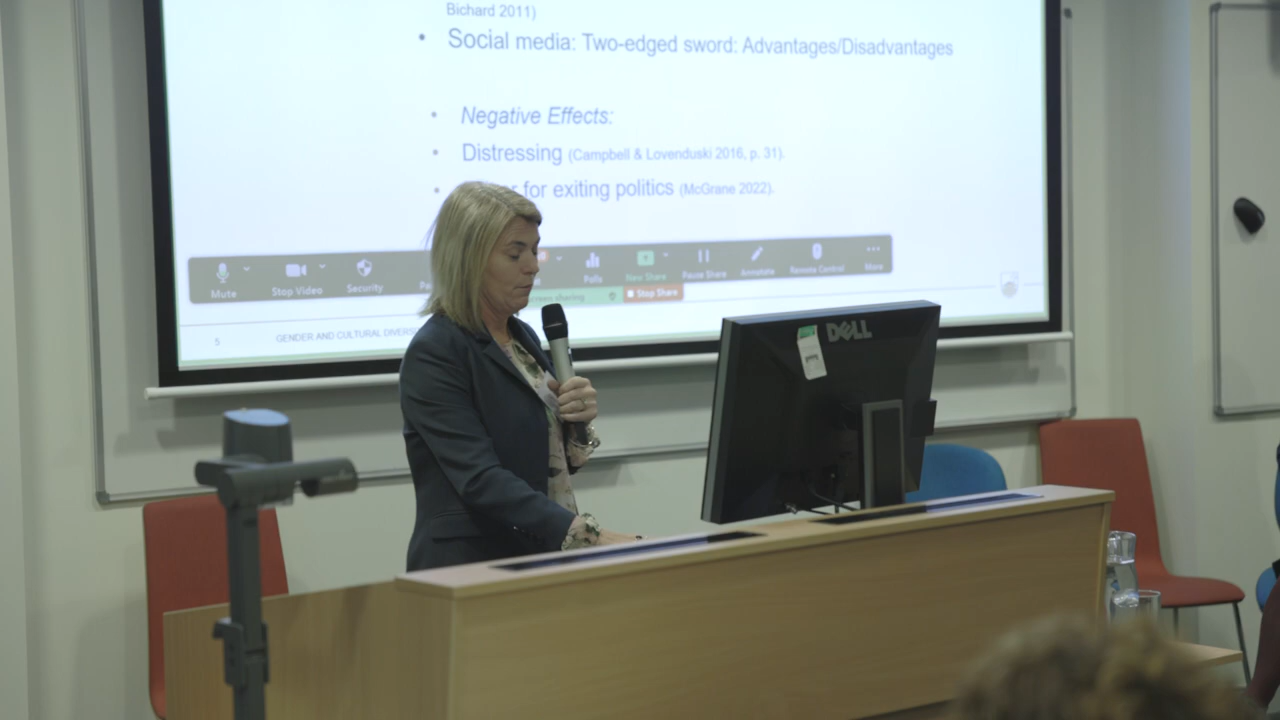 Bichard 2011)
• Social media: Two-edged sword: Advantages/Disadvantages
• Negative Effects:
• Distressing (Campbell & Lovenduski 2016, p. 31).
• for exiting politics (McGrane 2022).
Mute
Stop Video
Security
Polls
New Share
Pause Share
Annotate
Remote Control
More
screen sharing
Stop Share
5
GENDER AND CULTURAL
DELL